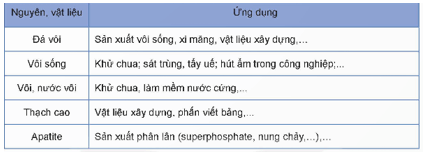 Nguyên, vật liệu Ứng dụng
Đá vôi Sản xuất vôi sống, xi măng, vật liệu xây dựng,...
Vôi sống Khử chua; sát trùng, tẩy uế; hút ẩm trong công nghiệp;...
Vôi, nước vôi Khử chua, làm mềm nước cứng,...
Thạch cao Vật liệu xây dựng, phấn viết bảng,...
Apatite Sản xuất phân lân (superphosphate, nung chảy,...),...